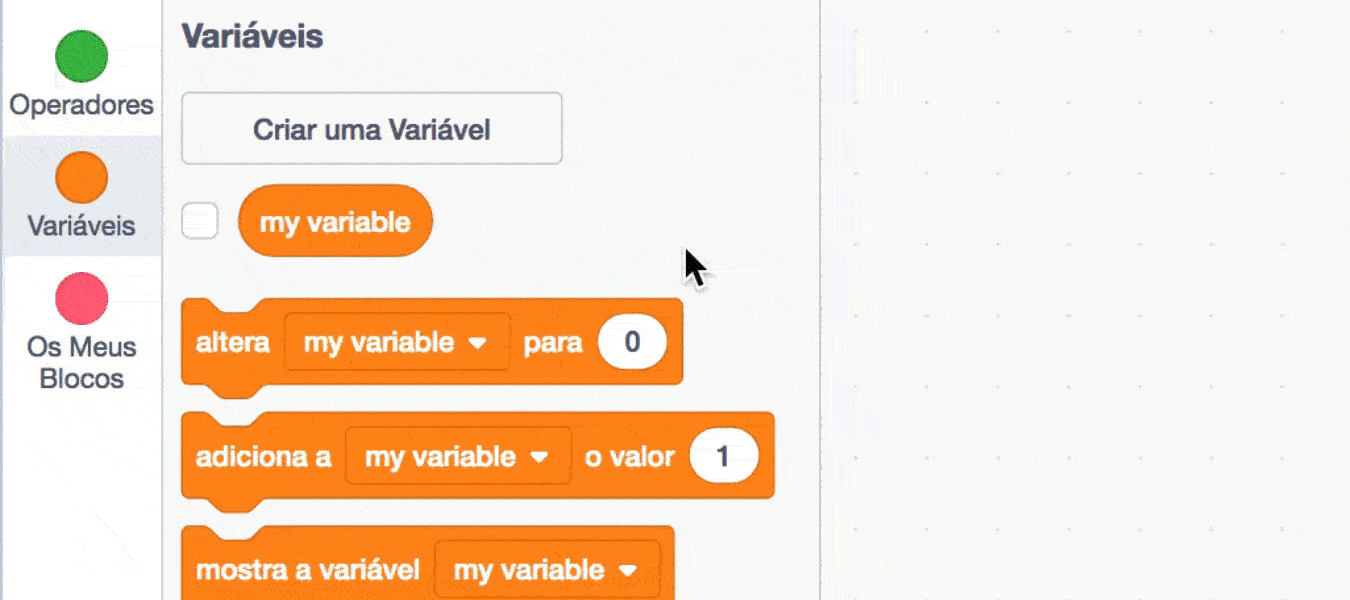 Operadores
Variáveis
Os Meus
Blocos
Variáveis
Criar uma Variável
my variable
altera my variable para 0
adiciona a my variable o valor 1
mostra a variável my variable